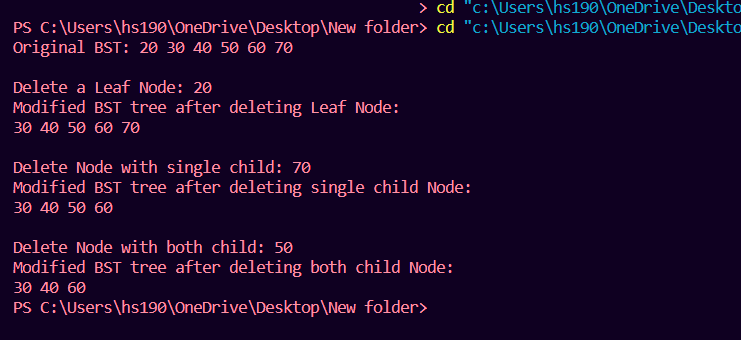 > cd "c:\Users\hs190\OneDrive\Deskto
PS C:\Users\hs190\OneDrive\Desktop\New folder> cd "c:\Users\hs190\OneDrive\Deskto
Original BST: 20 30 40 50 60 70
Delete a Leaf Node: 20
Modified BST tree after deleting Leaf Node:
30 40 50 60 70
Delete Node with single child: 70
Modified BST tree after deleting single child Node:
30 40 50 60
Delete Node with both child: 50
Modified BST tree after deleting both child Node:
30 40 60
PS C:\Users\hs190\OneDrive\Desktop\New folder>